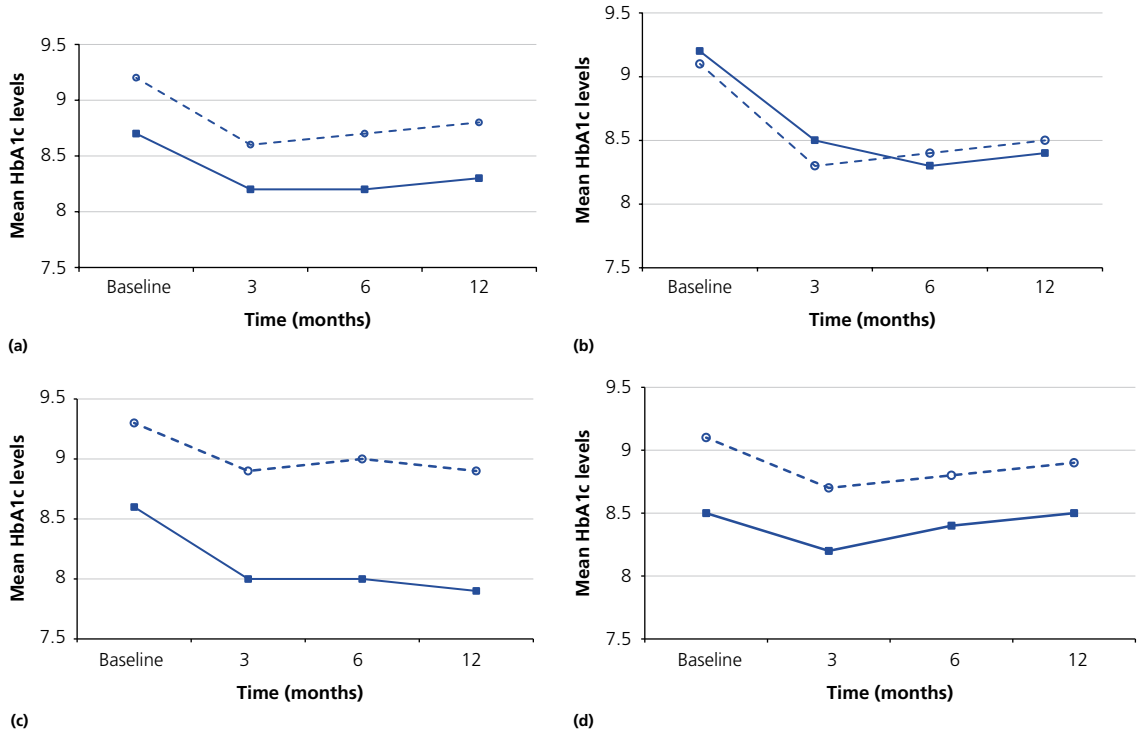 9.5
9
8.5
8
7.5
Mean HbA1c levels
Baseline 3 6 12
Time (months)
(a)
9.5
9
8.5
8
7.5
Mean HbA1c levels
Baseline 3 6 12
Time (months)
(b)
9.5
9
8.5
8
7.5
Mean HbA1c levels
Baseline 3 6 12
Time (months)
(c)
9.5
9
8.5
8
7.5
Mean HbA1c levels
Baseline 3 6 12
Time (months)
(d)